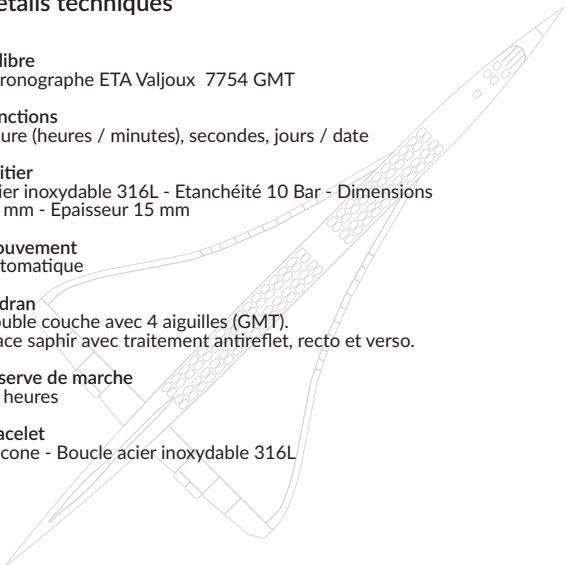 étails techniques
libre
ronographe ETA Valjoux 7754 GMT
nctions
ure (heures / minutes), secondes, jours / date
itier
ier inoxydable 316L - Etanchéité 10 Bar - Dimensions
mm - Epaisseur 15 mm
ouvement
tomatique
dran
ouble couche avec 4 aiguilles (GMT).
ace saphir avec traitement antireflet, recto et verso.
serve de marche
heures
acelet
icone - Boucle acier inoxydable 316L